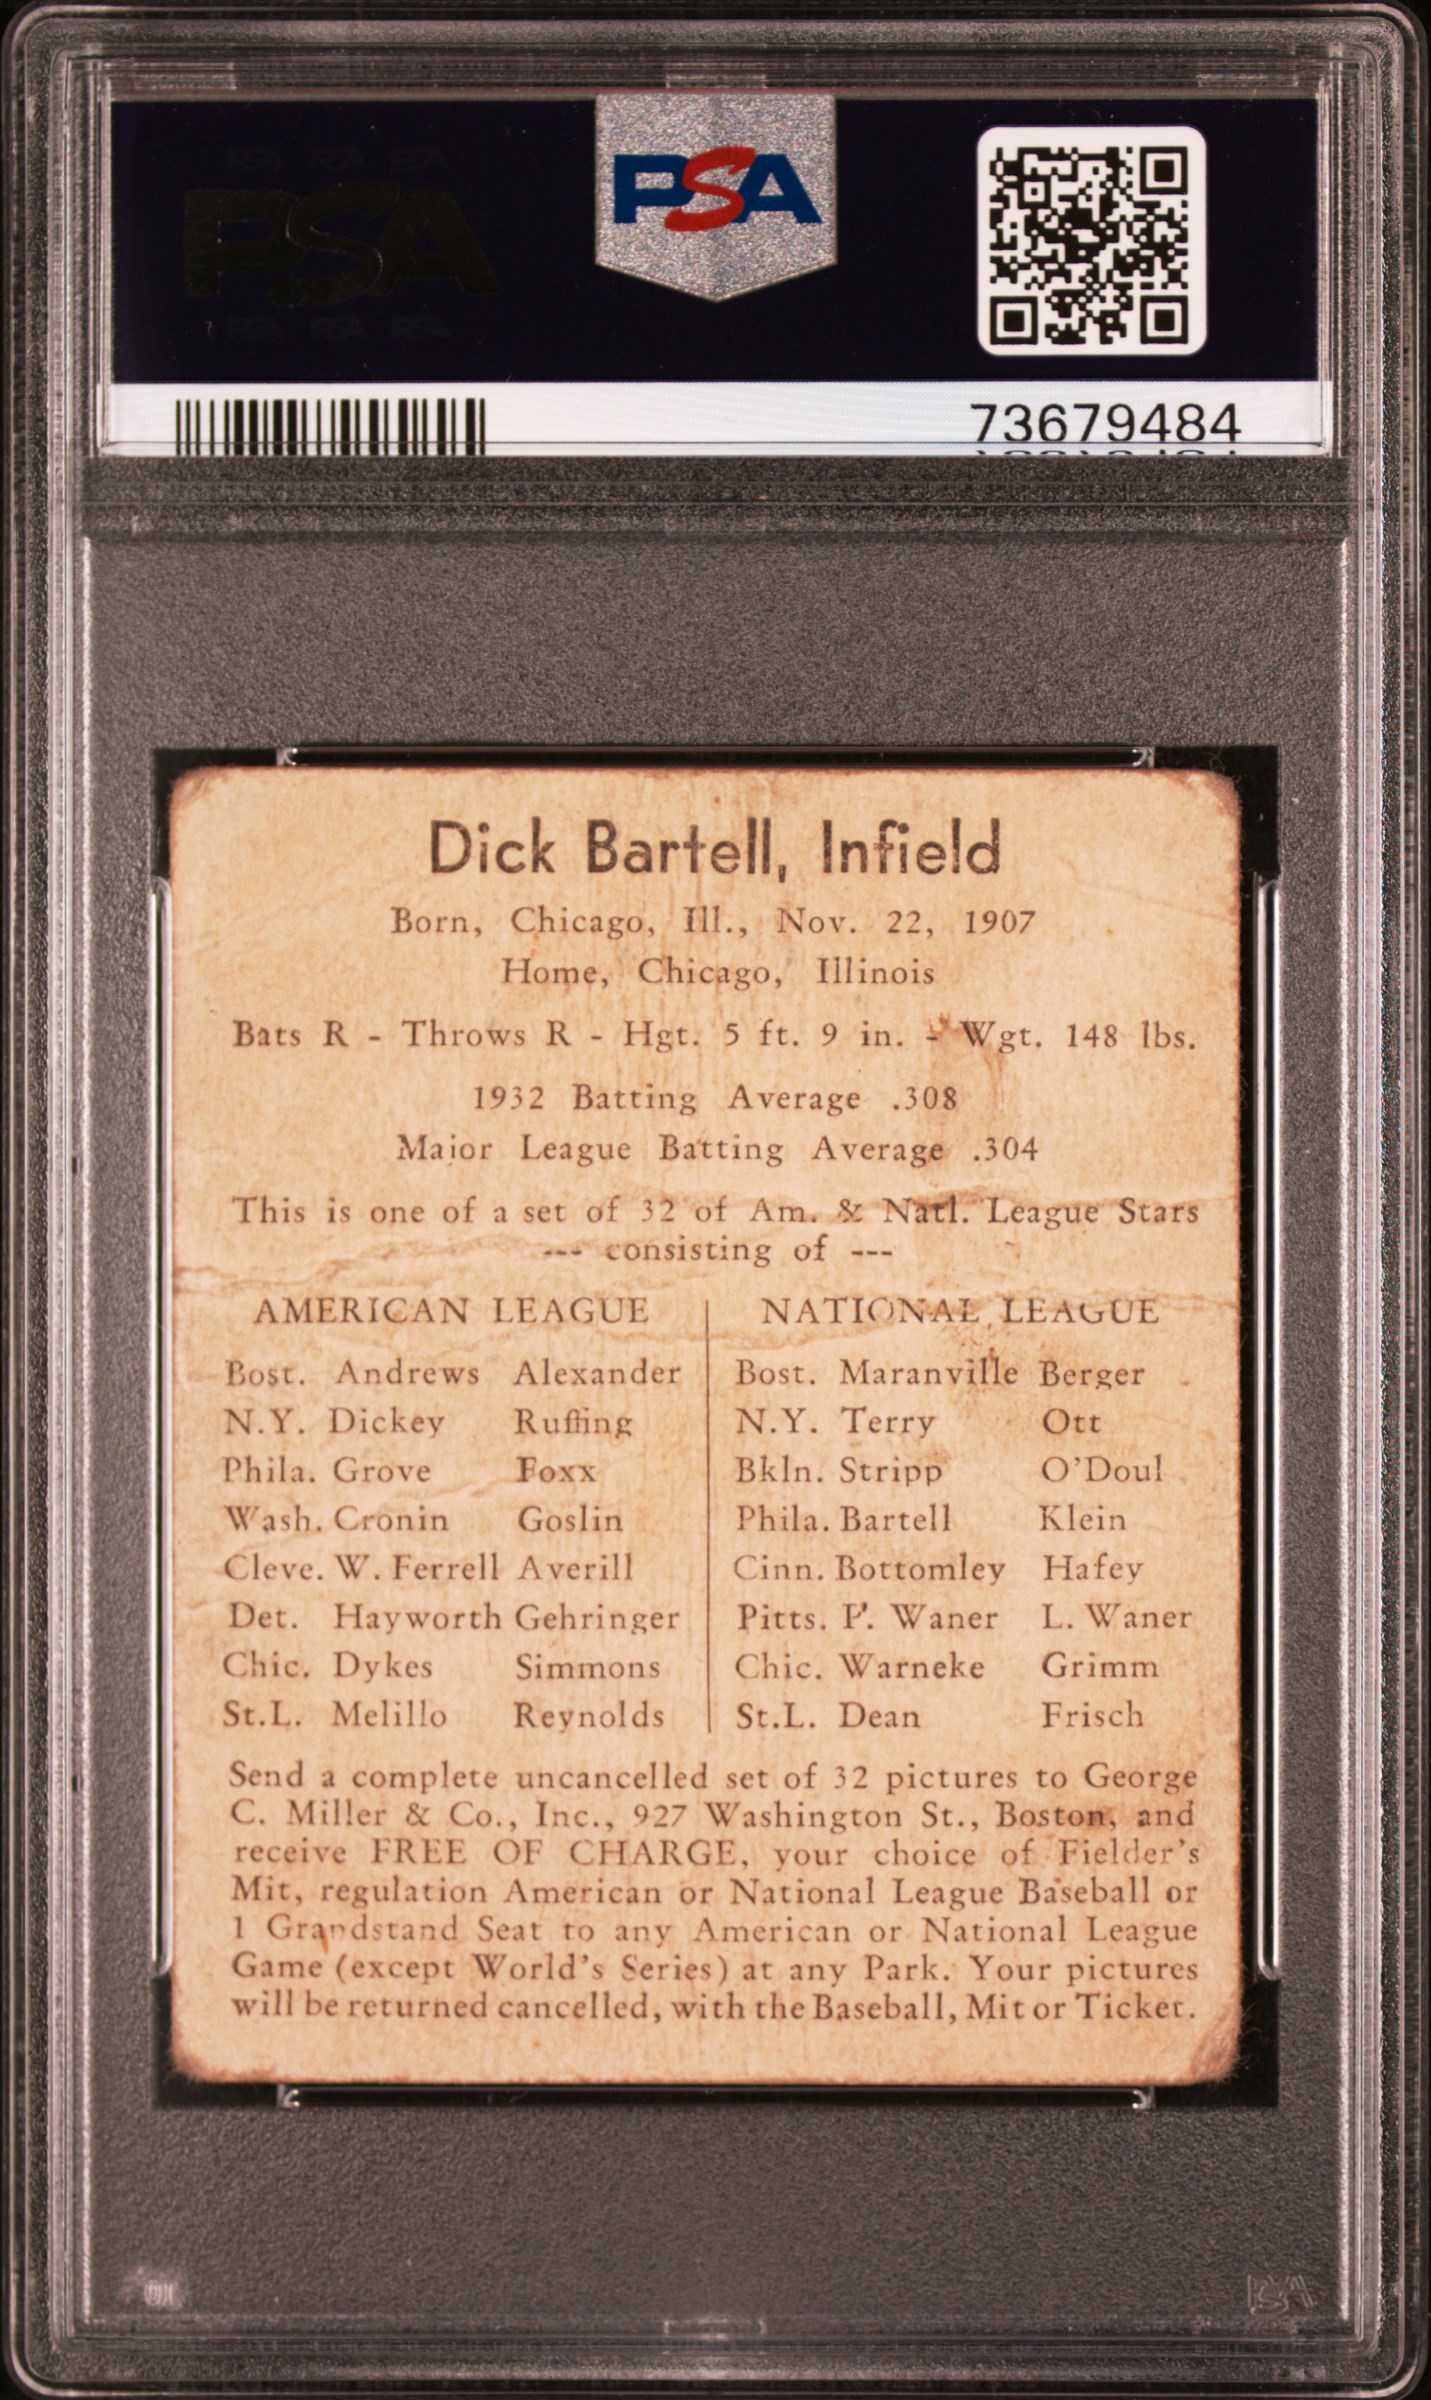 PSA
PSA
73679484
Dick Bartell, Infield
Born, Chicago, Ill., Nov. 22, 1907
Home, Chicago, Illinois
Bats R - Throws R - Hgt. 5 ft. 9 in. - Wgt. 148 lbs.
1932 Batting Average .308
Major League Batting Average .304
This is one of a set of 32 of Am. & Natl. League Stars
--- consisting of ---
AMERICAN LEAGUE
Bost. Andrews Alexander
N.Y. Dickey Ruffing
Phila. Grove Foxx
Wash. Cronin Goslin
Cleve. W. Ferrell Averill
Det. Hayworth Gehringer
Chic. Dykes Simmons
St.L. Melillo Reynolds
NATIONAL LEAGUE
Bost. Maranville Berger
N.Y. Terry Ott
Bkln. Stripp O'Doul
Phila. Bartell Klein
Cinn. Bottomley Hafey
Pitts. P. Waner L. Waner
Chic. Warneke Grimm
St.L. Dean Frisch
Send a complete uncancelled set of 32 pictures to George
C. Miller & Co., Inc., 927 Washington St., Boston, and
receive FREE OF CHARGE, your choice of Fielder's
Mit, regulation American or National League Baseball or
1 Grandstand Seat to any American or National League
Game (except World's Series) at any Park. Your pictures
will be returned cancelled, with the Baseball, Mit or Ticket.
PSA